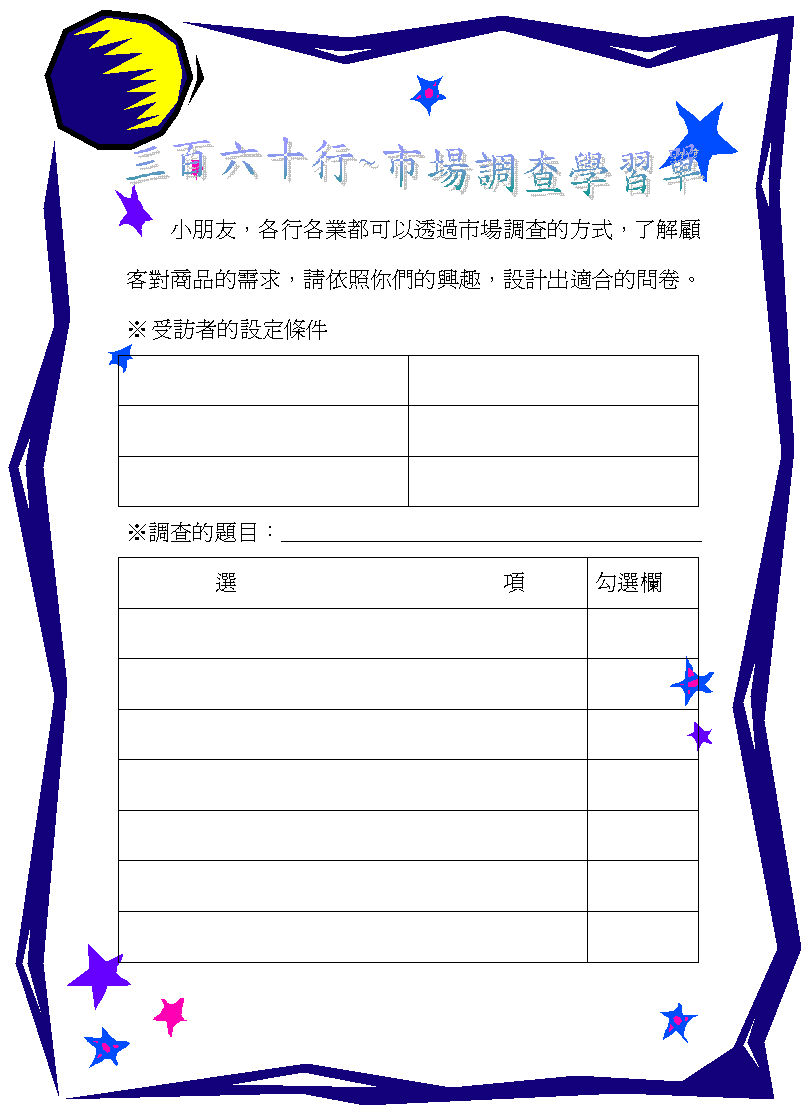 三百六十行~市場調查學習單
小朋友，各行各業都可以透過市場調查的方式，了解顧
客對商品的需求，請依照你們的興趣，設計出適合的問卷。
※ 受訪者的設定條件
※調查的題目：
選 項 勾選欄